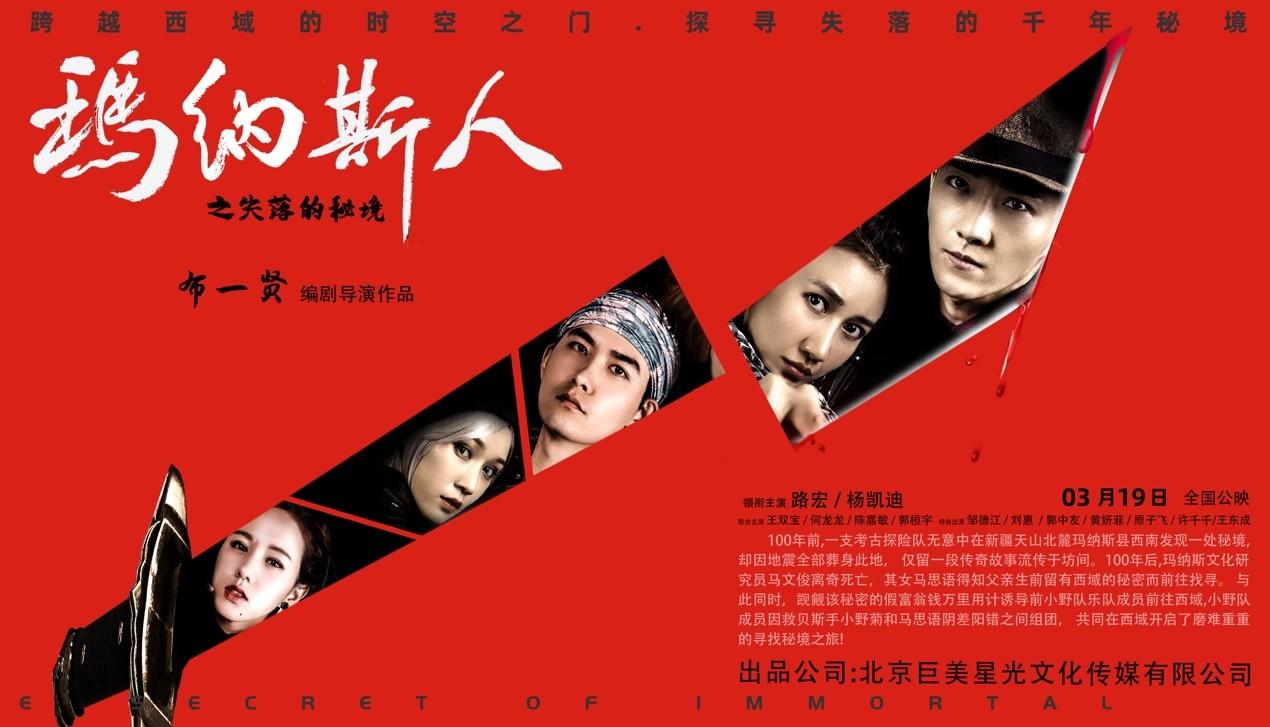 跨越西域的时空之门.探寻失落的千年秘境
玛纳斯人
之失落的秘境
布一贤 编剧导演作品
领衔主演 路宏 / 杨凯迪
03月19日 全国公映
联合主演 王双宝 / 何龙龙 / 陈嘉敏 / 郭桓宇 特别出演 邹德江 / 刘惠 / 郭中友 / 黄妍菲 / 原子飞 / 许千千/王东成
100年前,一支考古探险队无意中在新疆天山北麓玛纳斯县西南发现一处秘境,
却因地震全部葬身此地， 仅留一段传奇故事流传于坊间。100年后,玛纳斯文化研
究员马文俊离奇死亡，其女马思语得知父亲生前留有西域的秘密而前往找寻。 与
此同时， 觊觎该秘密的假富翁钱万里用计诱导前小野队乐队成员前往西域,小野队
成员因救贝斯手小野菊和马思语阴差阳错之间组团， 共同在西域开启了磨难重重
的寻找秘境之旅!
出品公司:北京巨美星光文化传媒有限公司
E SECRET OF IMMORTAL